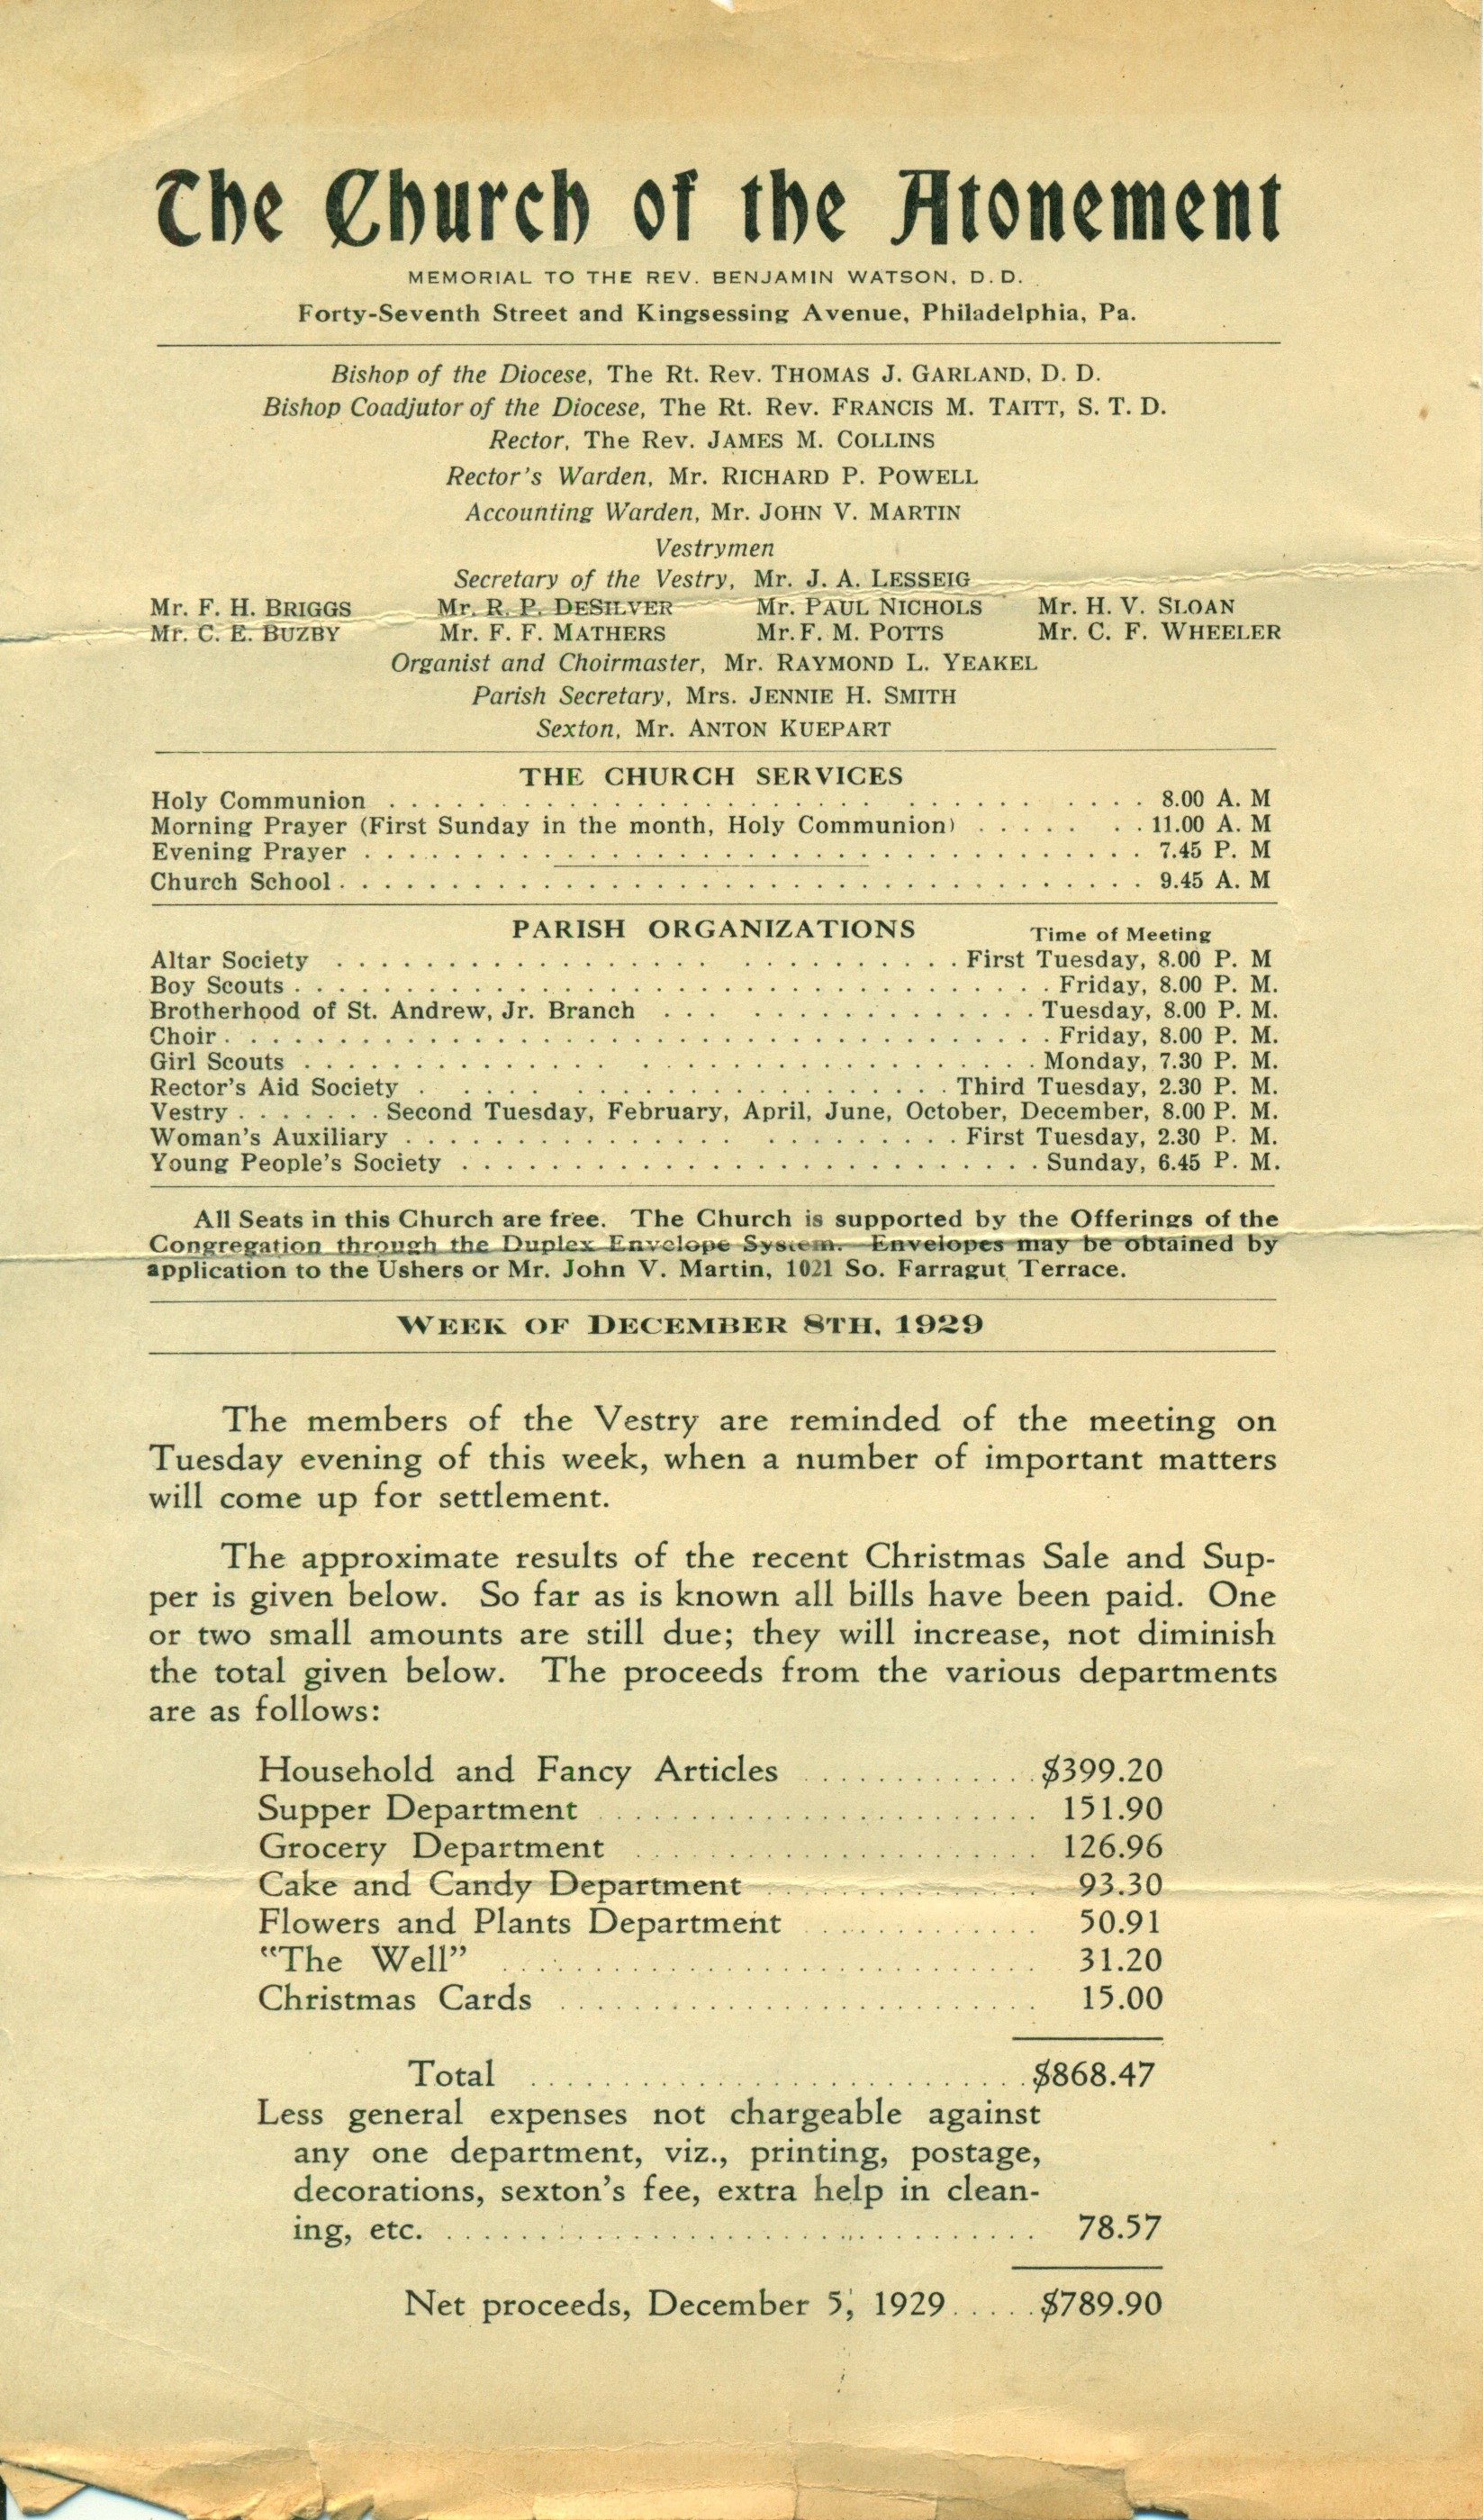 The Church of the Atonement
MEMORIAL TO THE REV. BENJAMIN WATSON, D. D.
Forty-Seventh Street and Kingsessing Avenue, Philadelphia, Pa.
Bishop of the Diocese, The Rt. Rev. THOMAS J. GARLAND, D. D.
Bishop Coadjutor of the Diocese, The Rt. Rev. FRANCIS M. TAITT, S. T. D.
Rector, The Rev. JAMES M. COLLINS
Rector's Warden, Mr. RICHARD P. POWELL
Accounting Warden, Mr. JOHN V. MARTIN
Vestrymen
Secretary of the Vestry, Mr. J. A. LESSEIG
Mr. F. H. BRIGGS Mr. R. P. DESILVER Mr. PAUL NICHOLS Mr. H. V. SLOAN
Mr. C. E. BUZBY Mr. F. F. MATHERS Mr. F. M. POTTS Mr. C. F. WHEELER
Organist and Choirmaster, Mr. RAYMOND L. YEAKEL
Parish Secretary, Mrs. JENNIE H. SMITH
Sexton, Mr. ANTON KUEPART
THE CHURCH SERVICES
Holy Communion . . . . . . . . . . 8.00 A. M
Morning Prayer (First Sunday in the month, Holy Communion) . . . . . . . 11.00 A. M
Evening Prayer . . . . . . . . . . 7.45 P. M
Church School . . . . . . . . . . 9.45 A. M
PARISH ORGANIZATIONS Time of Meeting
Altar Society . . . . . . . . . . First Tuesday, 8.00 P. M
Boy Scouts . . . . . . . . . . Friday, 8.00 P. M.
Brotherhood of St. Andrew, Jr. Branch . . . . . . . . . . Tuesday, 8.00 P. M.
Choir . . . . . . . . . . Friday, 8.00 P. M.
Girl Scouts . . . . . . . . . . Monday, 7.30 P. M.
Rector's Aid Society . . . . . . . . . . Third Tuesday, 2.30 P. M.
Vestry . . . . . . . Second Tuesday, February, April, June, October, December, 8.00 P. M.
Woman's Auxiliary . . . . . . . . . . First Tuesday, 2.30 P. M.
Young People's Society . . . . . . . . . . Sunday, 6.45 P. M.
All Seats in this Church are free. The Church is supported by the Offerings of the
Congregation through the Duplex Envelope System. Envelopes may be obtained by
application to the Ushers or Mr. John V. Martin, 1021 So. Farragut Terrace.
WEEK OF DECEMBER 8TH, 1929
The members of the Vestry are reminded of the meeting on
Tuesday evening of this week, when a number of important matters
will come up for settlement.
The approximate results of the recent Christmas Sale and Sup-
per is given below. So far as is known all bills have been paid. One
or two small amounts are still due; they will increase, not diminish
the total given below. The proceeds from the various departments
are as follows:
Household and Fancy Articles . . . . . . . . . . $399.20
Supper Department . . . . . . . . . . 151.90
Grocery Department . . . . . . . . . . 126.96
Cake and Candy Department . . . . . . . . . . 93.30
Flowers and Plants Department . . . . . . . . . . 50.91
"The Well" . . . . . . . . . . 31.20
Christmas Cards . . . . . . . . . . 15.00
Total . . . . . . . . . . $868.47
Less general expenses not chargeable against
any one department, viz., printing, postage,
decorations, sexton's fee, extra help in clean-
ing, etc. . . . . . . . . . . 78.57
Net proceeds, December 5, 1929 . . . . . $789.90